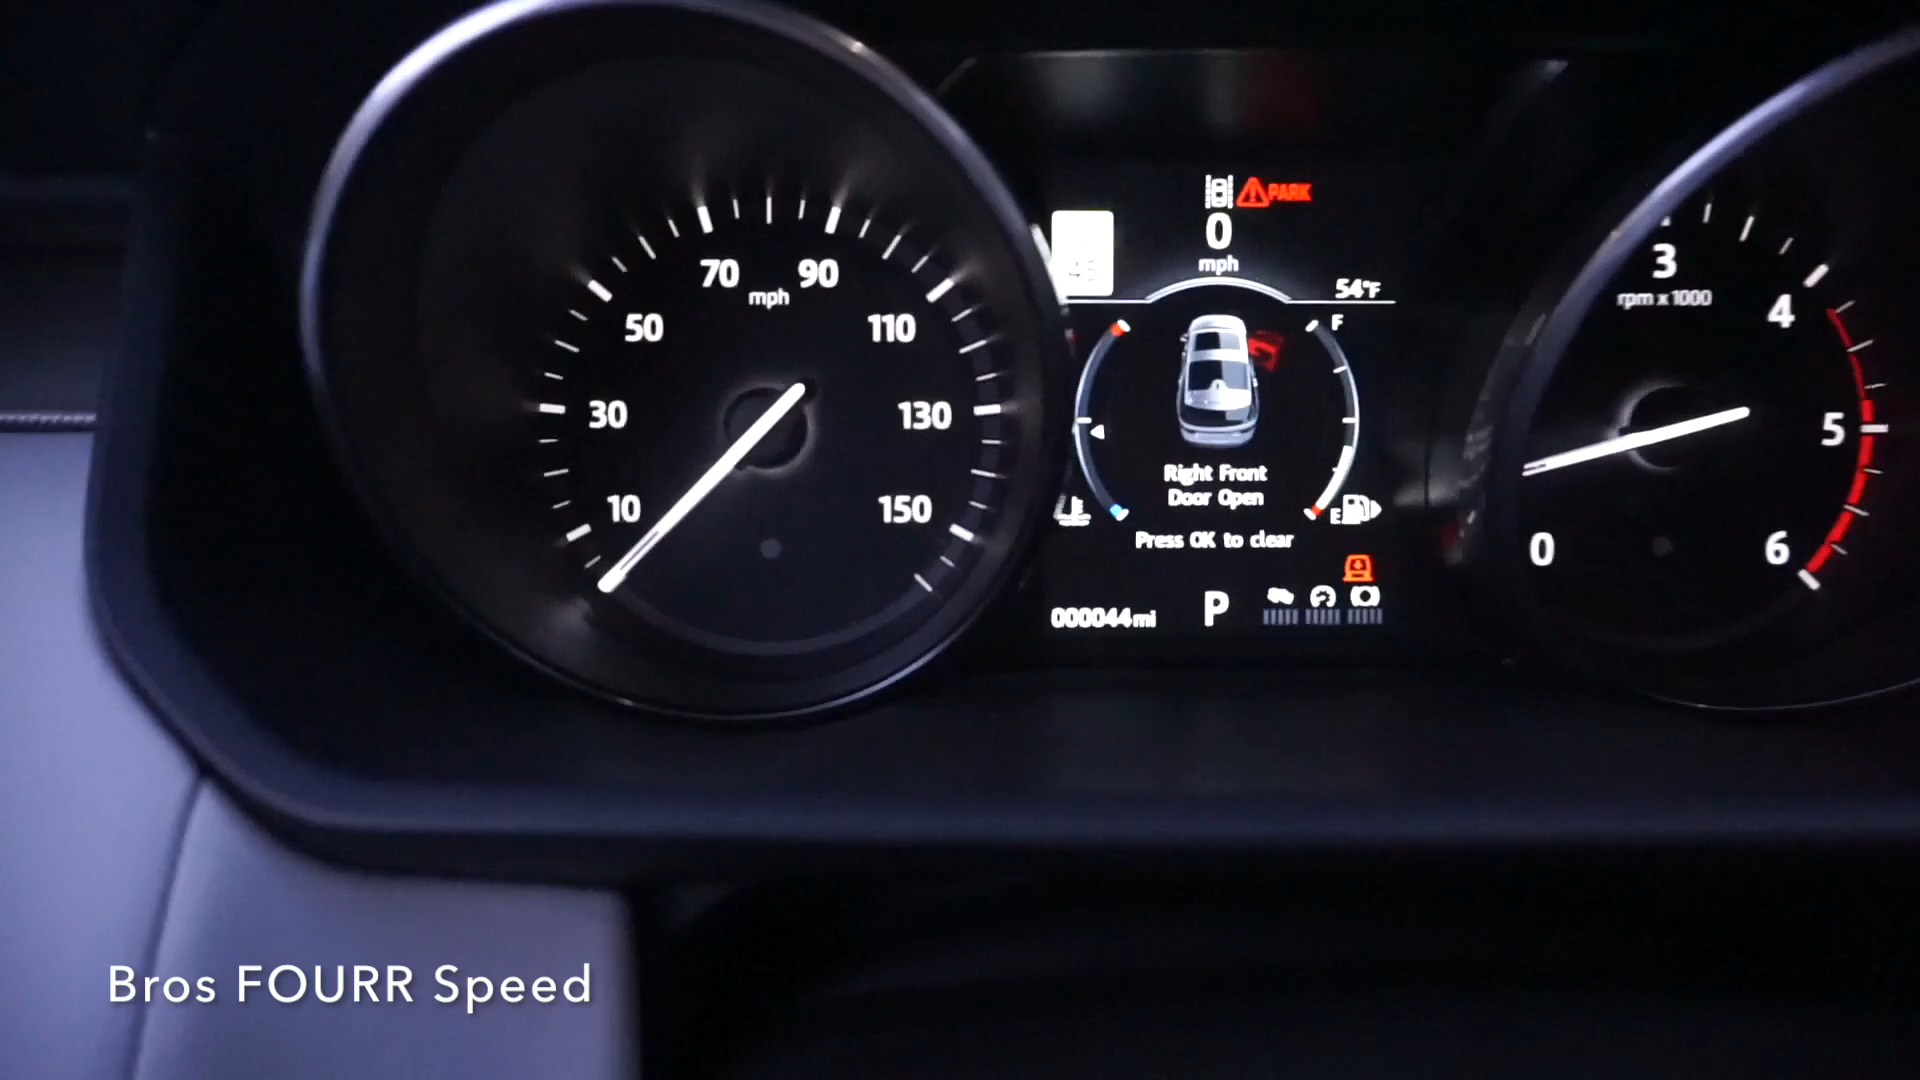 70
mph
90
50
110
30
130
10
150
PARK
0
mph
54°F
F
Right Front
Door Open
E
Press OK to clear
000044mi
P
3
rpm x 1000
4
5
0
6
Bros FOURR Speed